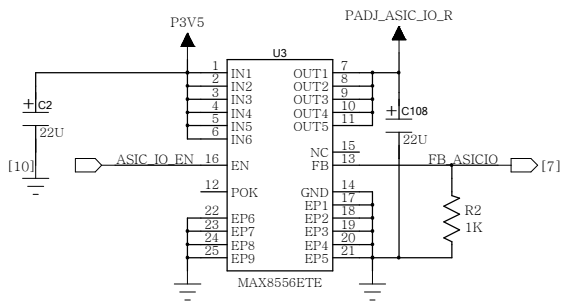 P3V5
PADJ_ASIC_IO_R
U3
1 IN1 OUT1 7
2 IN2 OUT2 8
3 IN3 OUT3 9
4 IN4 OUT4 10
5 IN5 OUT5 11
6 IN6
C2
22U
C108
22U
NC 15
[10] ASIC_IO_EN 16 EN FB 13 FB_ASICIO [7]
12 POK GND 14
EP1 17
22 EP6 EP2 18
23 EP7 EP3 19
24 EP8 EP4 20
25 EP9 EP5 21
R2
1K
MAX8556ETE